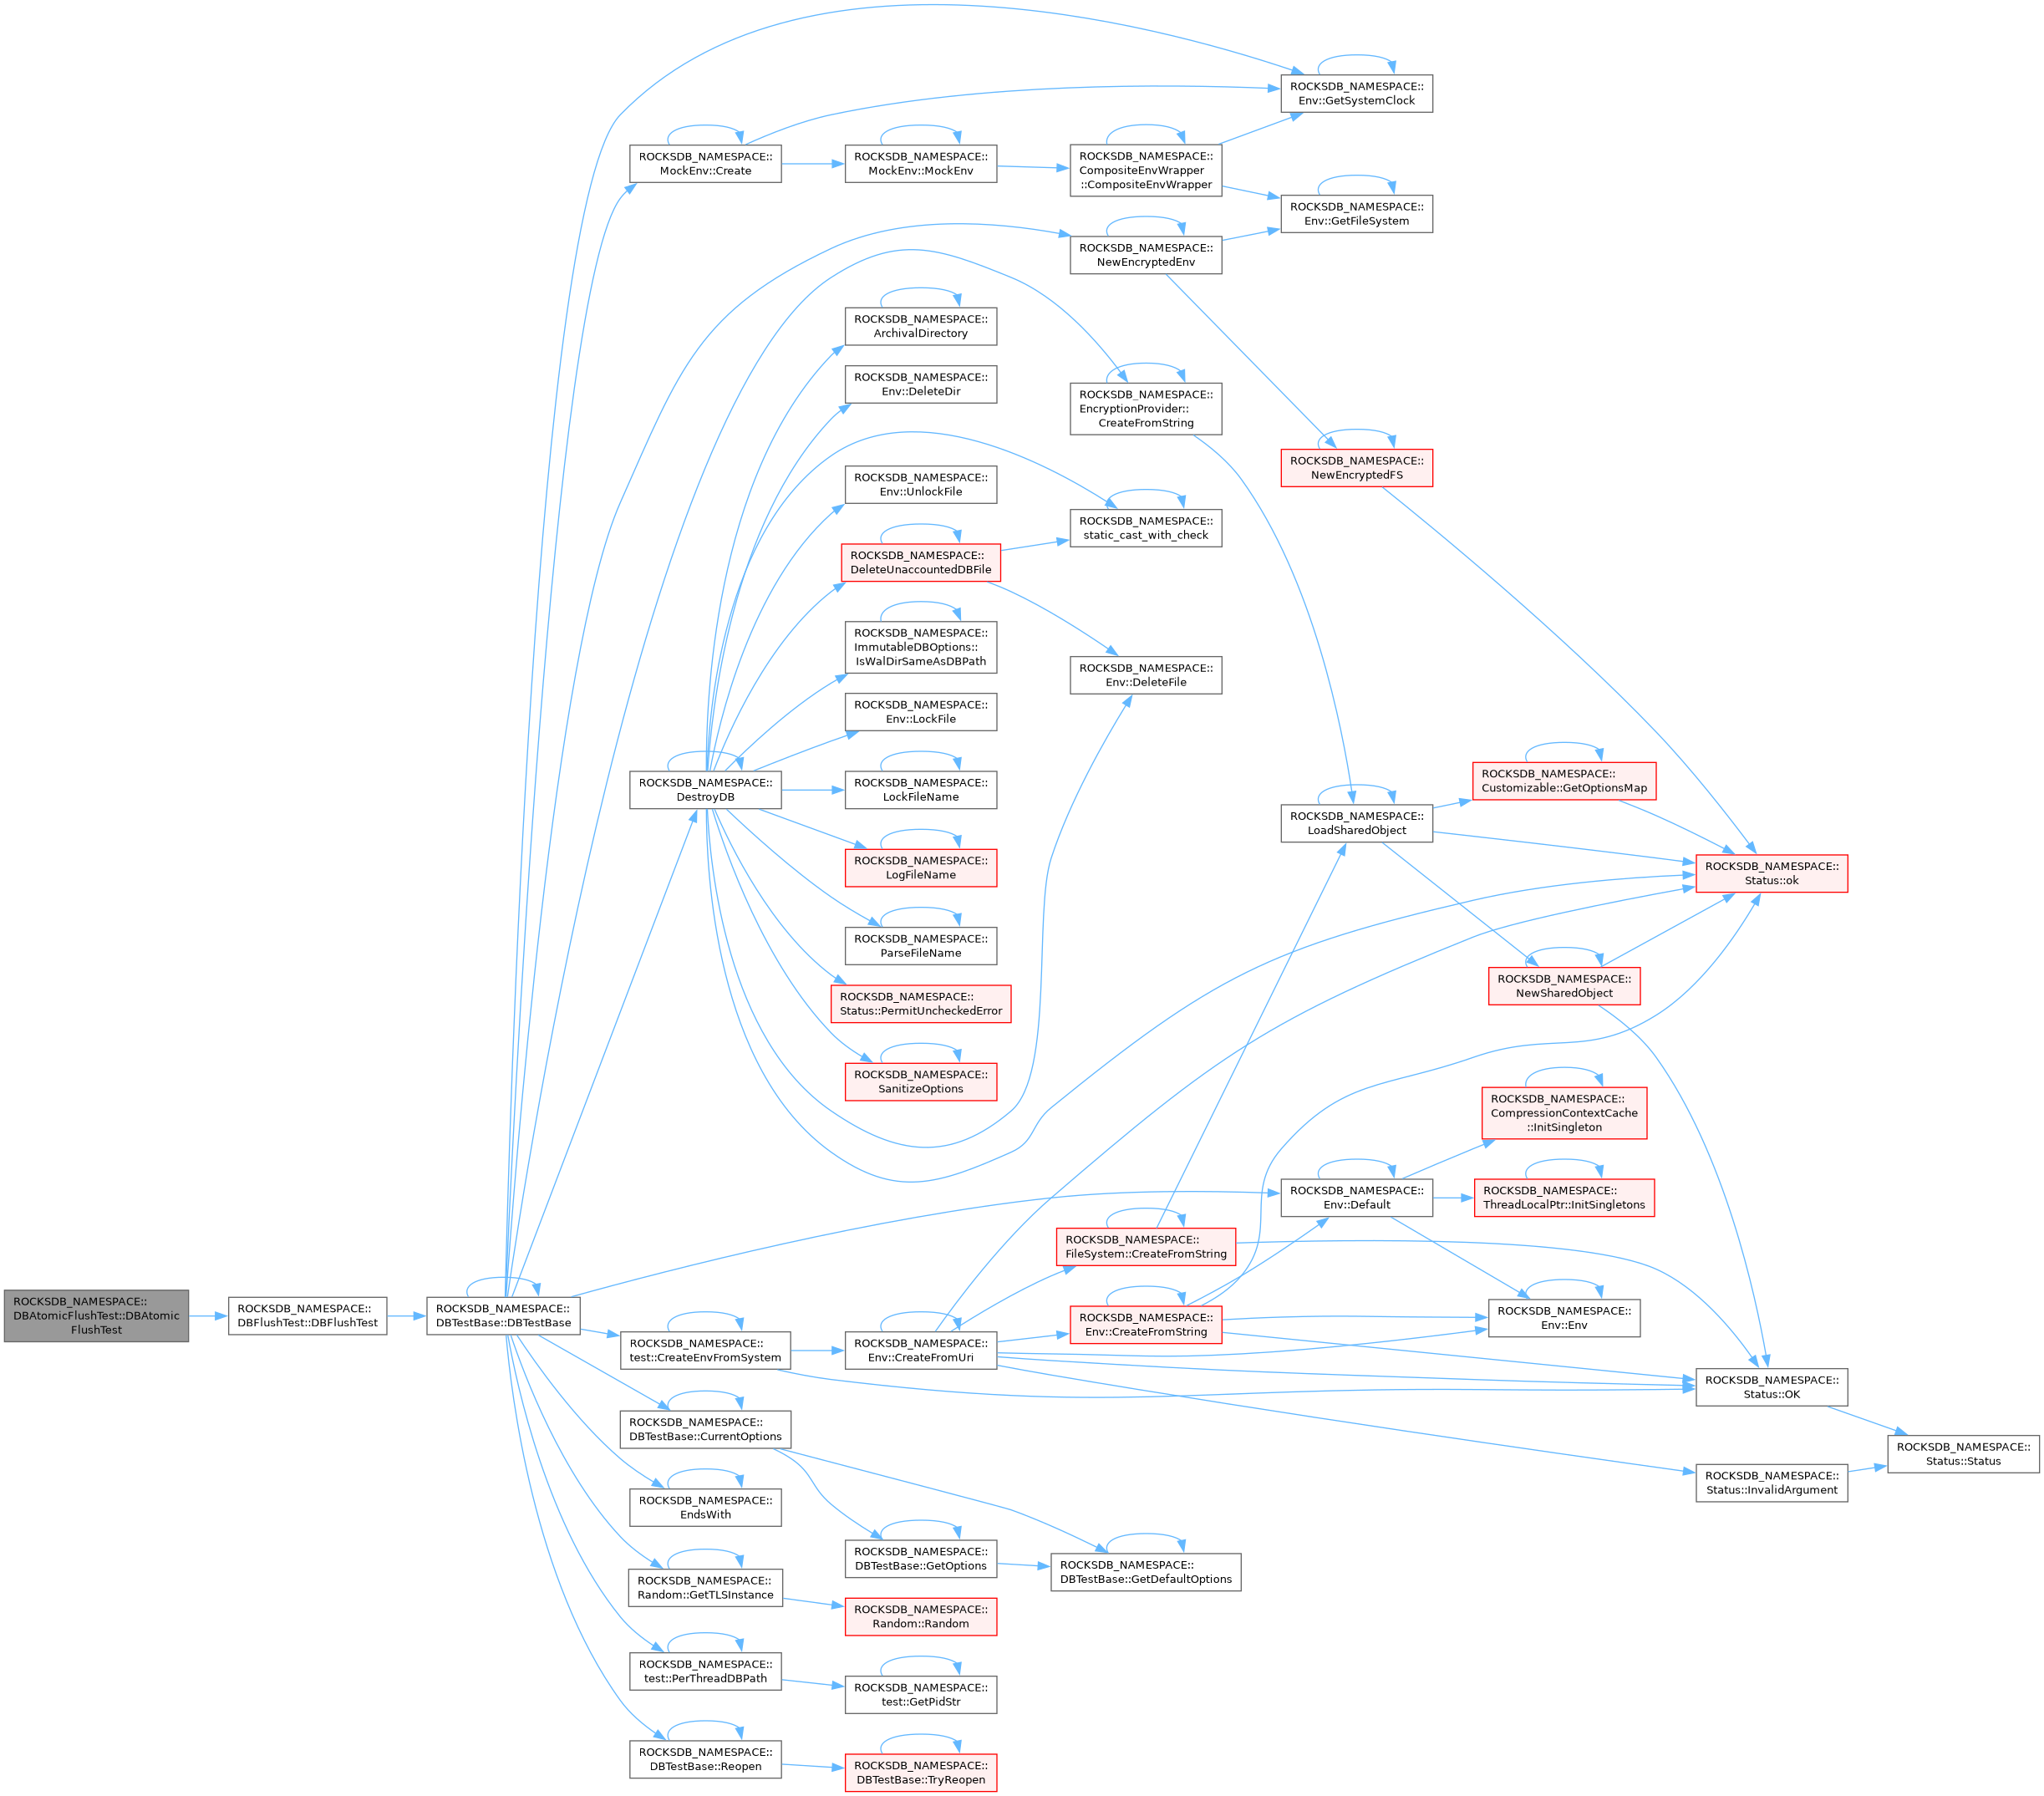 ROCKSDB_NAMESPACE::
DBAtomicFlushTest::DBAtomic
FlushTest
ROCKSDB_NAMESPACE::
DBFlushTest::DBFlushTest
ROCKSDB_NAMESPACE::
DBTestBase::DBTestBase
ROCKSDB_NAMESPACE::
MockEnv::Create
ROCKSDB_NAMESPACE::
DestroyDB
ROCKSDB_NAMESPACE::
test::CreateEnvFromSystem
ROCKSDB_NAMESPACE::
DBTestBase::CurrentOptions
ROCKSDB_NAMESPACE::
EndsWith
ROCKSDB_NAMESPACE::
Random::GetTLSInstance
ROCKSDB_NAMESPACE::
test::PerThreadDBPath
ROCKSDB_NAMESPACE::
DBTestBase::Reopen
ROCKSDB_NAMESPACE::
MockEnv::MockEnv
ROCKSDB_NAMESPACE::
ArchivalDirectory
ROCKSDB_NAMESPACE::
Env::DeleteDir
ROCKSDB_NAMESPACE::
Env::UnlockFile
ROCKSDB_NAMESPACE::
DeleteUnaccountedDBFile
ROCKSDB_NAMESPACE::
ImmutableDBOptions::
IsWalDirSameAsDBPath
ROCKSDB_NAMESPACE::
Env::LockFile
ROCKSDB_NAMESPACE::
LockFileName
ROCKSDB_NAMESPACE::
LogFileName
ROCKSDB_NAMESPACE::
ParseFileName
ROCKSDB_NAMESPACE::
Status::PermitUncheckedError
ROCKSDB_NAMESPACE::
SanitizeOptions
ROCKSDB_NAMESPACE::
Env::CreateFromUri
ROCKSDB_NAMESPACE::
DBTestBase::GetOptions
ROCKSDB_NAMESPACE::
Random::Random
ROCKSDB_NAMESPACE::
test::GetPidStr
ROCKSDB_NAMESPACE::
DBTestBase::TryReopen
ROCKSDB_NAMESPACE::
CompositeEnvWrapper
::CompositeEnvWrapper
ROCKSDB_NAMESPACE::
NewEncryptedEnv
ROCKSDB_NAMESPACE::
EncryptionProvider::
CreateFromString
ROCKSDB_NAMESPACE::
static_cast_with_check
ROCKSDB_NAMESPACE::
Env::DeleteFile
ROCKSDB_NAMESPACE::
FileSystem::CreateFromString
ROCKSDB_NAMESPACE::
Env::CreateFromString
ROCKSDB_NAMESPACE::
DBTestBase::GetDefaultOptions
ROCKSDB_NAMESPACE::
Env::GetSystemClock
ROCKSDB_NAMESPACE::
Env::GetFileSystem
ROCKSDB_NAMESPACE::
NewEncryptedFS
ROCKSDB_NAMESPACE::
LoadSharedObject
ROCKSDB_NAMESPACE::
Env::Default
ROCKSDB_NAMESPACE::
Customizable::GetOptionsMap
ROCKSDB_NAMESPACE::
NewSharedObject
ROCKSDB_NAMESPACE::
CompressionContextCache
::InitSingleton
ROCKSDB_NAMESPACE::
ThreadLocalPtr::InitSingletons
ROCKSDB_NAMESPACE::
Env::Env
ROCKSDB_NAMESPACE::
Status::ok
ROCKSDB_NAMESPACE::
Status::OK
ROCKSDB_NAMESPACE::
Status::InvalidArgument
ROCKSDB_NAMESPACE::
Status::Status